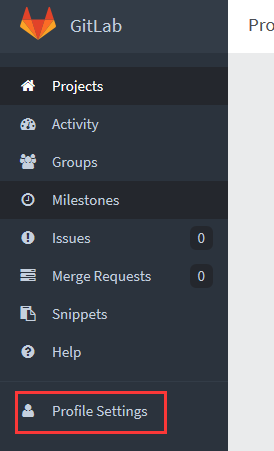 GitLab
Pro
Projects
Activity
Groups
Milestones
Issues 0
Merge Requests 0
Snippets
Help
Profile Settings